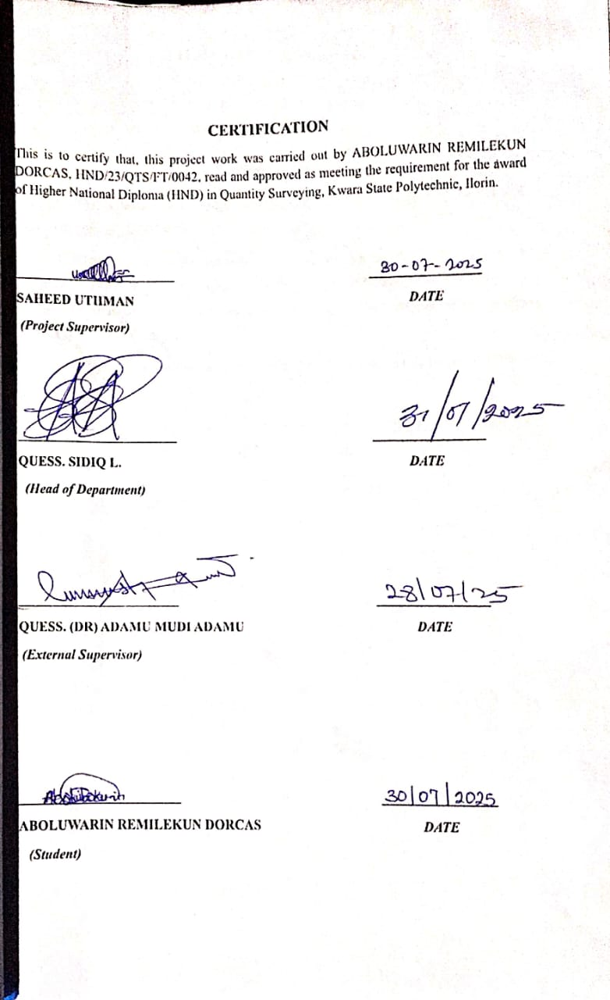 CERTIFICATION
This is to certify that, this project work was carried out by ABOLUWARIN REMILEKUN
DORCAS, HND/23/QTS/FT/0042, read and approved as meeting the requirement for the award
of Higher National Diploma (HND) in Quantity Surveying, Kwara State Polytechnic, Ilorin.
30-07-2025
SAHEED UTHMAN
DATE
(Project Supervisor)
31/07/2025
QUESS. SIDIQ L.
DATE
(Head of Department)
28/07/25
QUESS. (DR) ADAMU MUDI ADAMU
DATE
(External Supervisor)
30/07/2025
ABOLUWARIN REMILEKUN DORCAS
DATE
(Student)